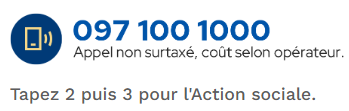 097 100 1000
Appel non surtaxé, coût selon opérateur.
Tapez 2 puis 3 pour l'Action sociale.